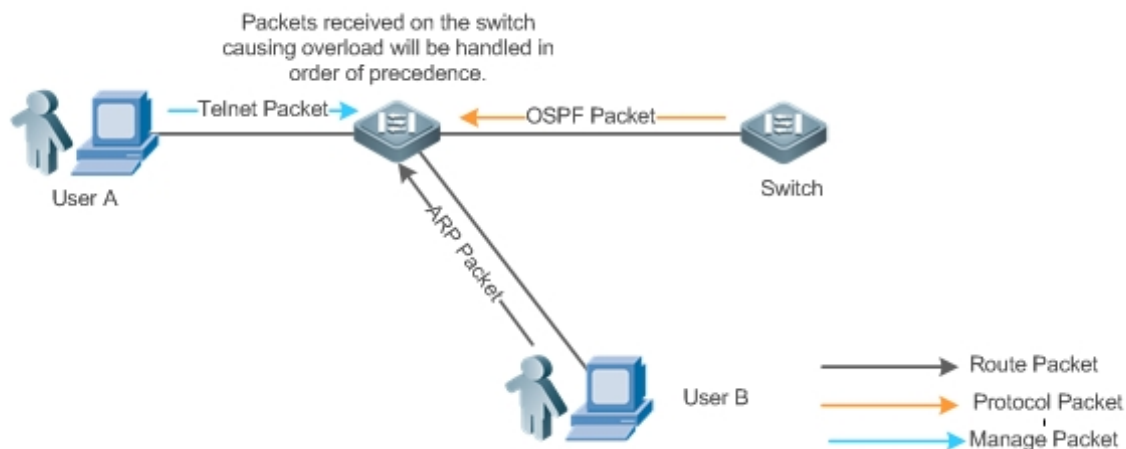 Packets received on the switch
causing overload will be handled in
order of precedence.
Telnet Packet
OSPF Packet
User A
Switch
ARP Packet
User B
Route Packet
Protocol Packet
Manage Packet